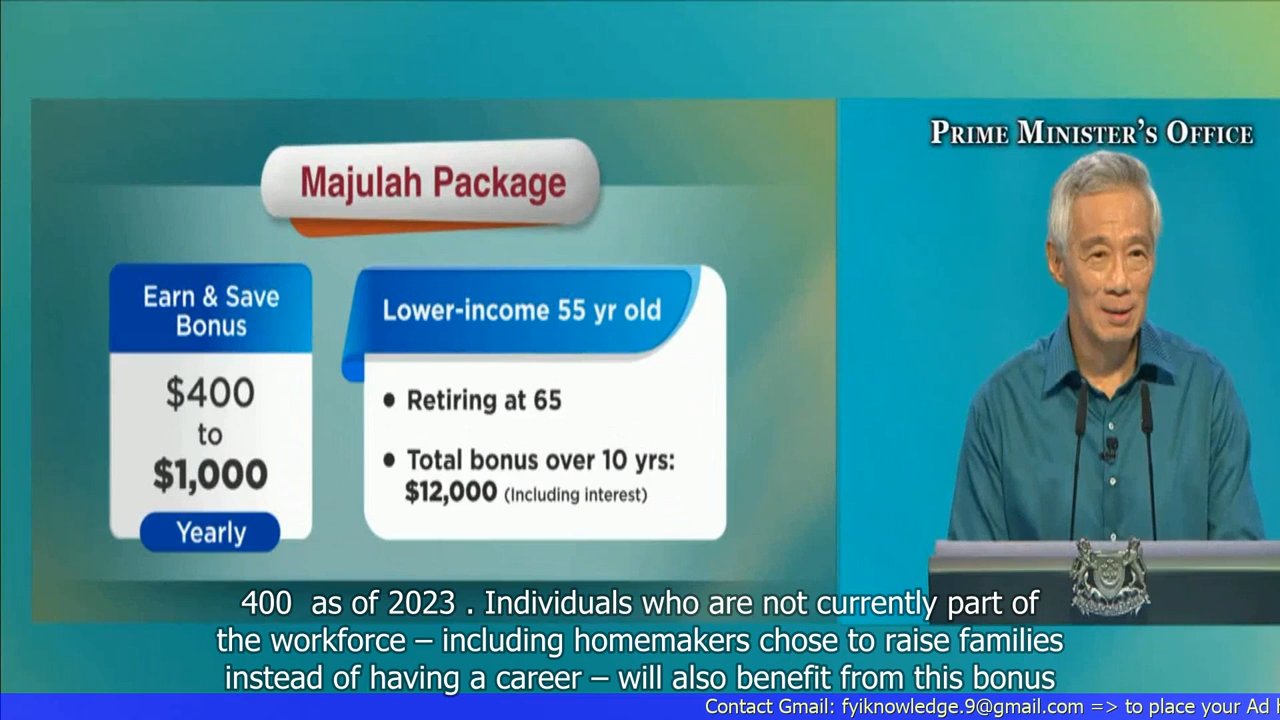 PRIME MINISTER'S OFFICE
Majulah Package
Earn & Save
Bonus
$400
to
$1,000
Yearly
Lower-income 55 yr old
● Retiring at 65
● Total bonus over 10 yrs:
$12,000 (Including interest)
400 as of 2023 . Individuals who are not currently part of
the workforce – including homemakers chose to raise families
instead of having a career – will also benefit from this bonus
Contact Gmail: fyiknowledge.9@gmail.com => to place your Ad H